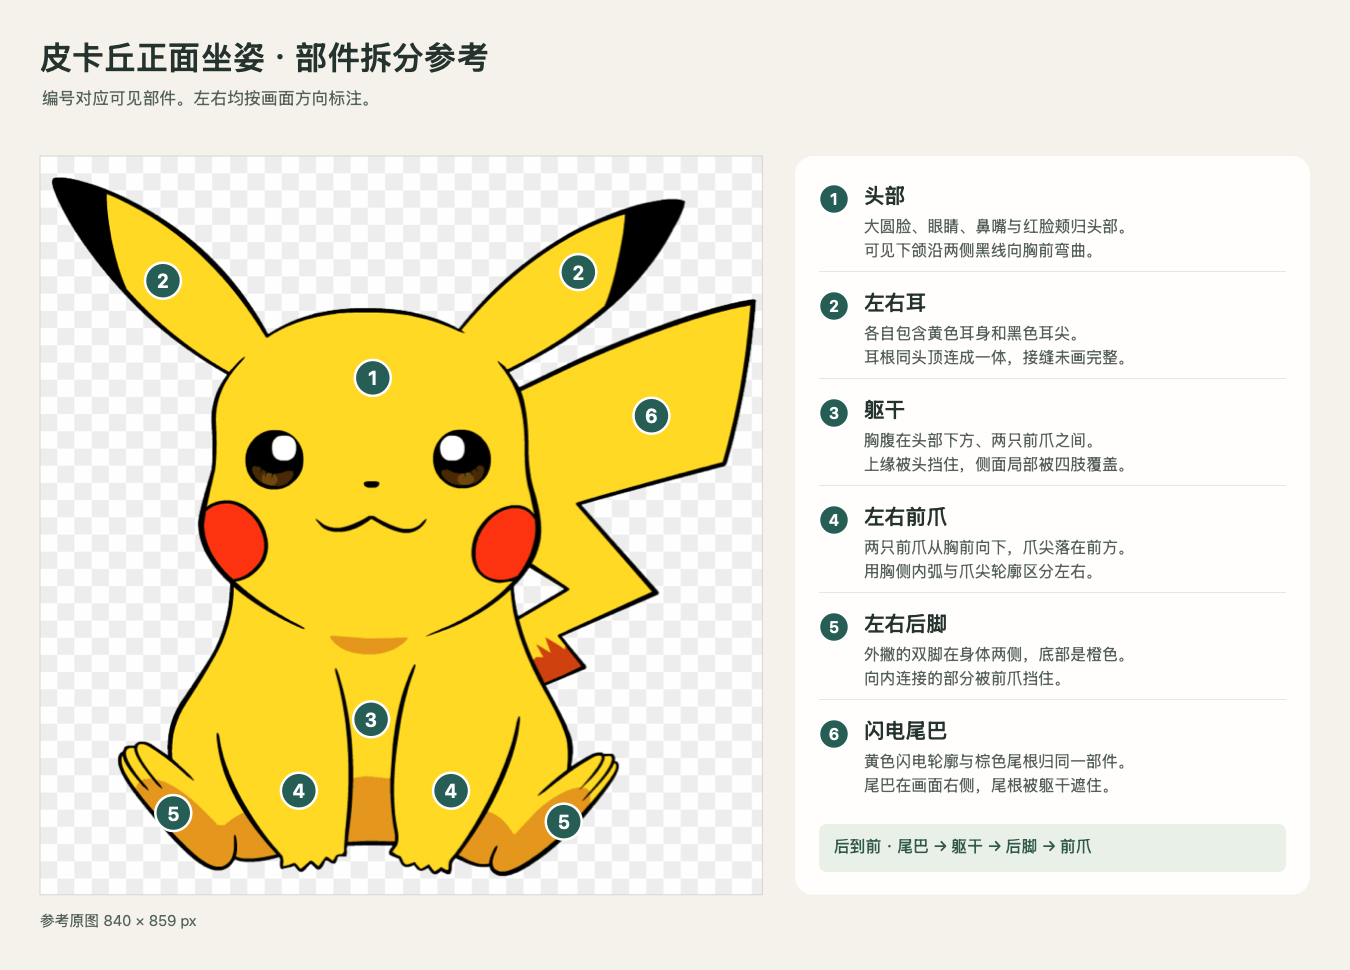 皮卡丘正面坐姿 · 部件拆分参考
编号对应可见部件。左右均按画面方向标注。
2
2
1
6
3
4
4
5
5
参考原图 840 × 859 px
1 头部
大圆脸、眼睛、鼻嘴与红脸颊归头部。
可见下颌沿两侧黑线向胸前弯曲。
2 左右耳
各自包含黄色耳身和黑色耳尖。
耳根同头顶连成一体，接缝未画完整。
3 躯干
胸腹在头部下方、两只前爪之间。
上缘被头挡住，侧面局部被四肢覆盖。
4 左右前爪
两只前爪从胸前向下，爪尖落在前方。
用胸侧内弧与爪尖轮廓区分左右。
5 左右后脚
外撇的双脚在身体两侧，底部是橙色。
向内连接的部分被前爪挡住。
6 闪电尾巴
黄色闪电轮廓与棕色尾根归同一部件。
尾巴在画面右侧，尾根被躯干遮住。
后到前 · 尾巴 → 躯干 → 后脚 → 前爪